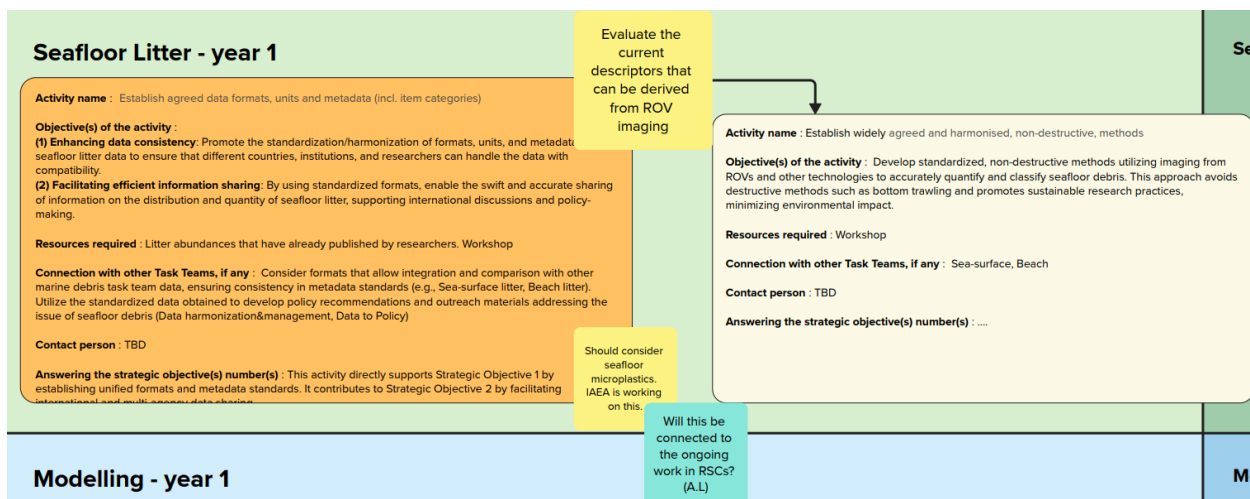 Seafloor Litter - year 1
Activity name : Establish agreed data formats, units and metadata (incl. item categories)
Objective(s) of the activity :
(1) Enhancing data consistency: Promote the standardization/harmonization of formats, units, and metadata
seafloor litter data to ensure that different countries, institutions, and researchers can handle the data with
compatibility.
(2) Facilitating efficient information sharing: By using standardized formats, enable the swift and accurate sharing
of information on the distribution and quantity of seafloor litter, supporting international discussions and policy-
making.
Resources required : Litter abundances that have already published by researchers. Workshop
Connection with other Task Teams, if any : Consider formats that allow integration and comparison with other
marine debris task team data, ensuring consistency in metadata standards (e.g., Sea-surface litter, Beach litter).
Utilize the standardized data obtained to develop policy recommendations and outreach materials addressing the
issue of seafloor debris (Data harmonization&management, Data to Policy)
Contact person : TBD
Answering the strategic objective(s) number(s) : This activity directly supports Strategic Objective 1 by
establishing unified formats and metadata standards. It contributes to Strategic Objective 2 by facilitating
international and multi-agency data sharing.
Evaluate the
current
descriptors that
can be derived
from ROV
imaging
Activity name : Establish widely agreed and harmonised, non-destructive, methods
Objective(s) of the activity : Develop standardized, non-destructive methods utilizing imaging from
ROVs and other technologies to accurately quantify and classify seafloor debris. This approach avoids
destructive methods such as bottom trawling and promotes sustainable research practices,
minimizing environmental impact.
Resources required : Workshop
Connection with other Task Teams, if any : Sea-surface, Beach
Contact person : TBD
Answering the strategic objective(s) number(s) : ....
Should consider
seafloor
microplastics.
IAEA is working
on this.
Will this be
connected to
the ongoing
work in RSCs?
(A.L)
Se
Modelling - year 1
M